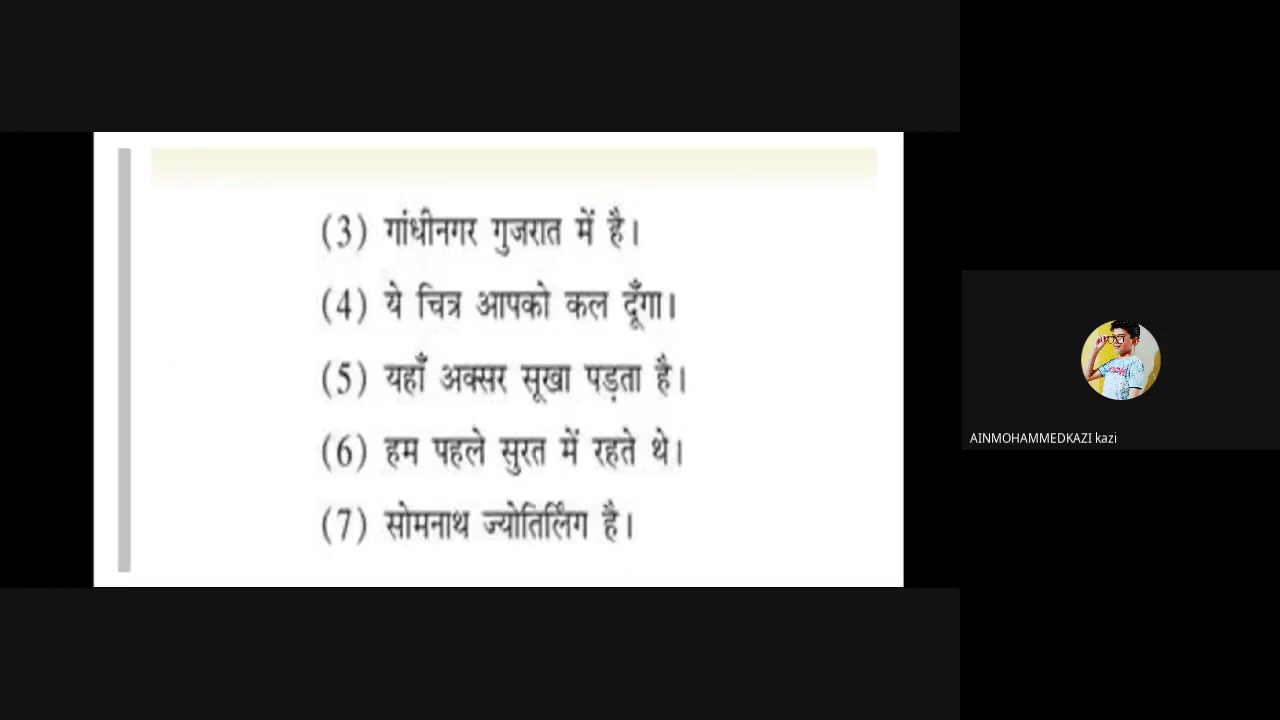 (3) गांधीनगर गुजरात में है।
(4) ये चित्र आपको कल दूँगा।
(5) यहाँ अक्सर सूखा पड़ता है।
(6) हम पहले सुरत में रहते थे।
(7) सोमनाथ ज्योतिर्लिंग है।
AINMOHAMMEDKAZI kazi